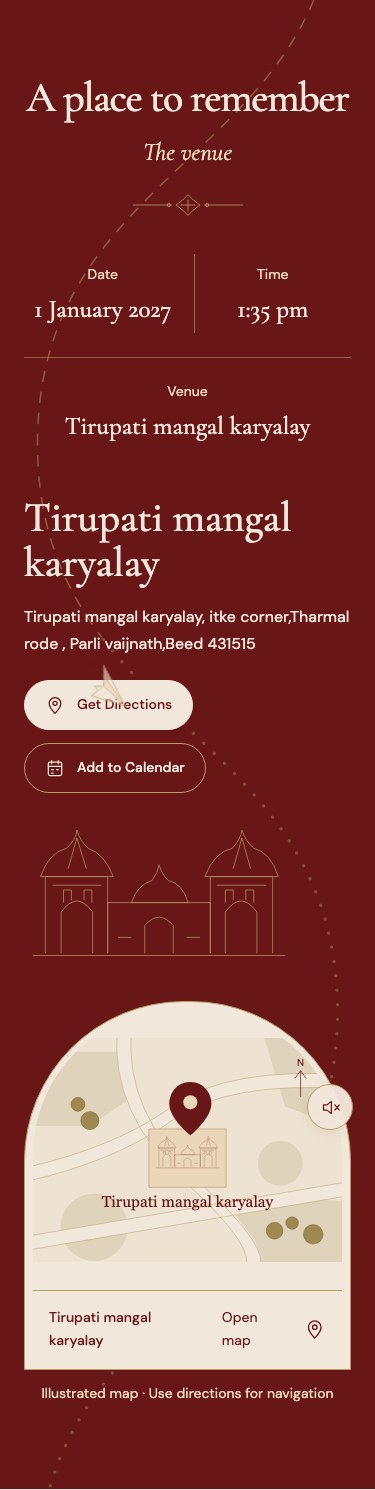 A place to remember
The venue
Date
Time
1 January 2027
1:35 pm
Venue
Tirupati mangal karyalay
Tirupati mangal
karyalay
Tirupati mangal karyalay, itke corner,Tharmal
rode , Parli vaijnath,Beed 431515
Get Directions
Add to Calendar
N
Tirupati mangal karyalay
Tirupati mangal
karyalay
Open
map
Illustrated map · Use directions for navigation